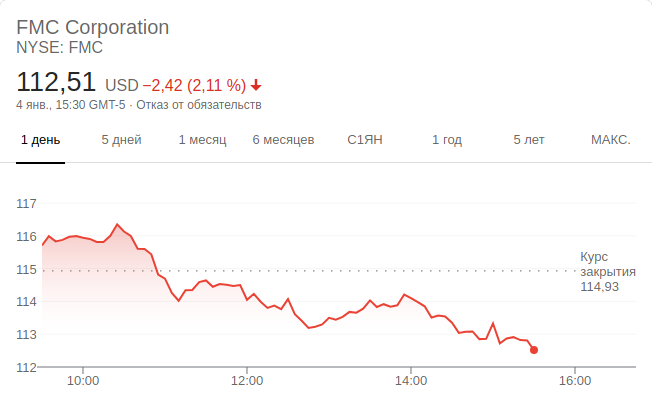 FMC Corporation
NYSE: FMC
112,51 USD −2,42 (2,11 %)
4 янв., 15:30 GMT-5 · Отказ от обязательств
1 день 5 дней 1 месяц 6 месяцев С1ЯН 1 год 5 лет МАКС.
117
116
115
114
113
112
Курс
закрытия
114,93
10:00 12:00 14:00 16:00